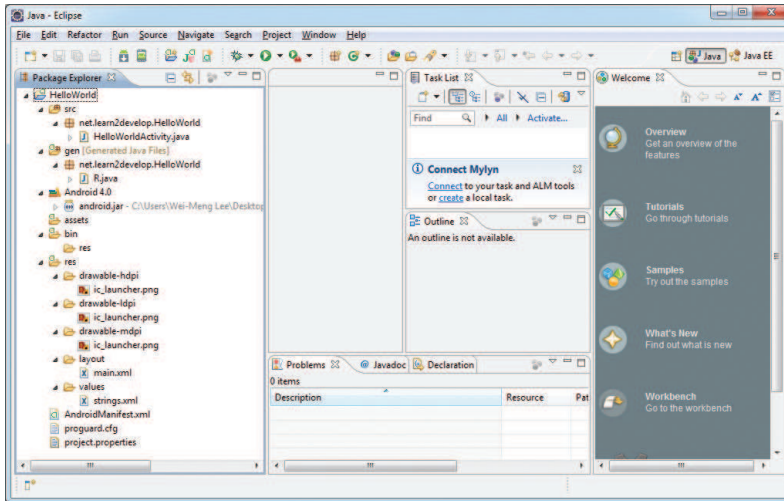 Java - Eclipse
File Edit Refactor Run Source Navigate Search Project Window Help
Java Java EE
Package Explorer
HelloWorld
src
net.learn2develop.HelloWorld
HelloWorldActivity.java
gen [Generated Java Files]
net.learn2develop.HelloWorld
R.java
Android 4.0
android.jar - C:\Users\Wei-Meng Lee\Desktop
assets
bin
res
res
drawable-hdpi
ic_launcher.png
drawable-ldpi
ic_launcher.png
drawable-mdpi
ic_launcher.png
layout
main.xml
values
strings.xml
AndroidManifest.xml
proguard.cfg
project.properties
Task List
Find All Activate...
Connect Mylyn
Connect to your task and ALM tools
or create a local task.
Outline
An outline is not available.
Problems @ Javadoc Declaration
0 items
Description Resource Pat
Welcome
Overview
Get an overview of the
features
Tutorials
Go through tutorials
Samples
Try out the samples
What's New
Find out what is new
Workbench
Go to the workbench